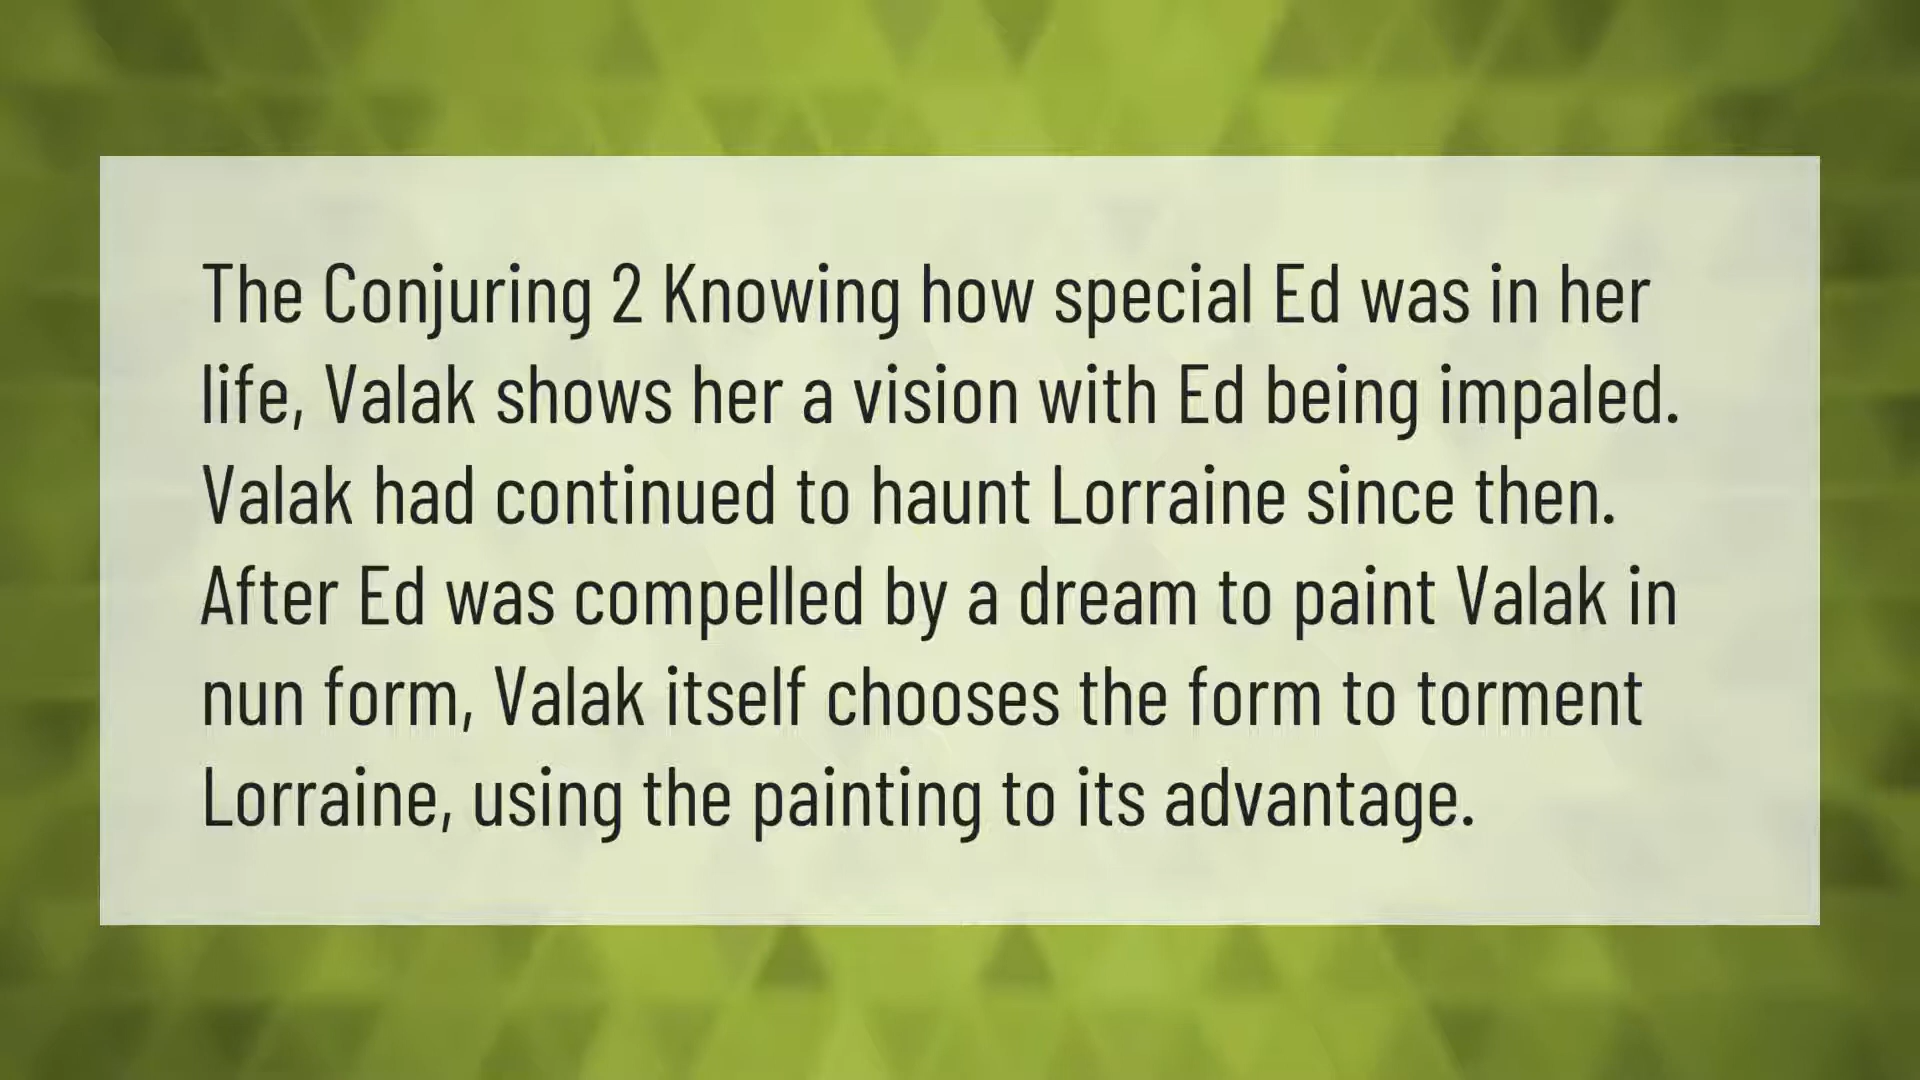 The Conjuring 2 Knowing how special Ed was in her
life, Valak shows her a vision with Ed being impaled.
Valak had continued to haunt Lorraine since then.
After Ed was compelled by a dream to paint Valak in
nun form, Valak itself chooses the form to torment
Lorraine, using the painting to its advantage.